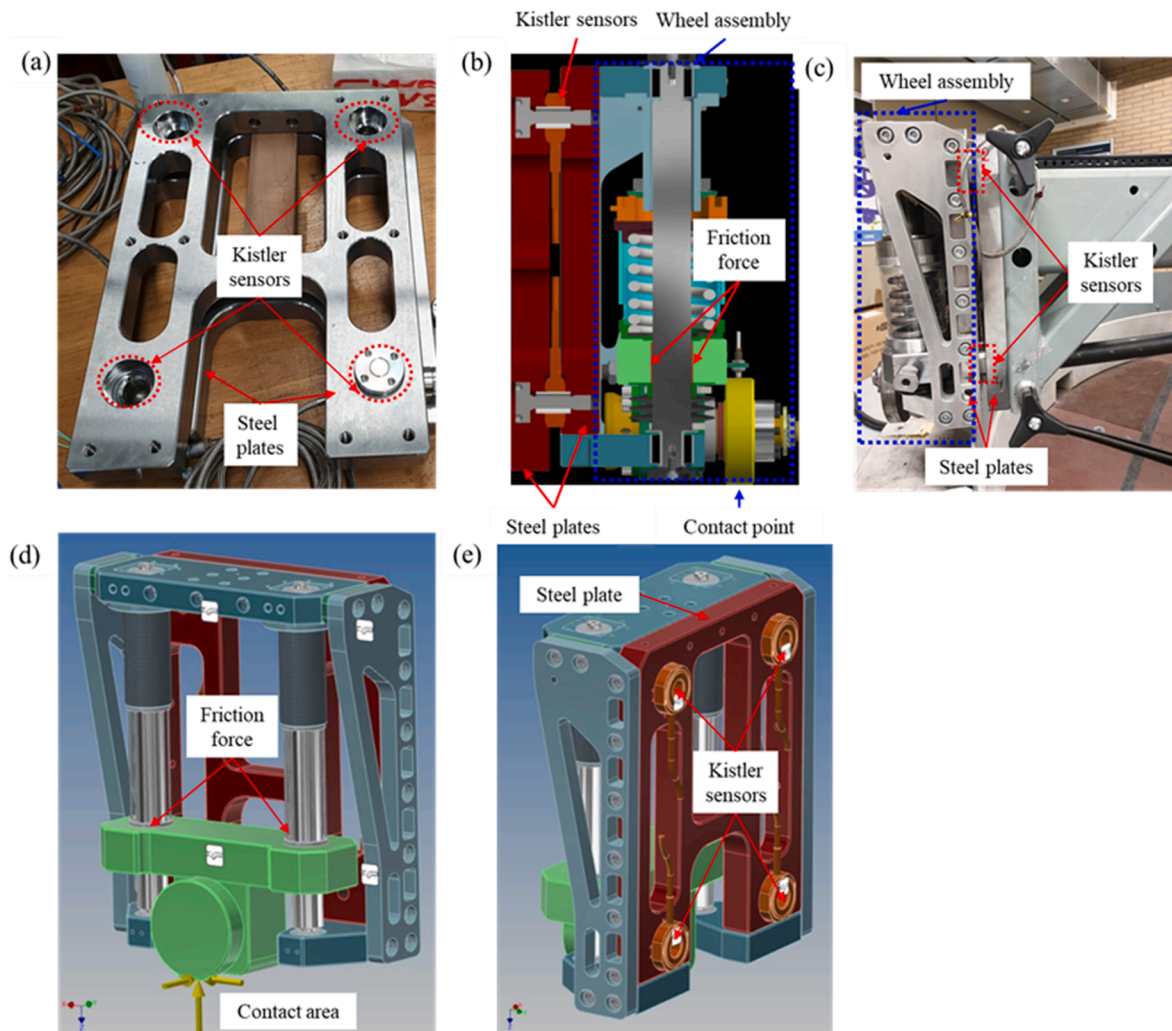 Kistler sensors
Wheel assembly
(a)
(b)
(c)
Wheel assembly
Kistler
sensors
Friction
force
Kistler
sensors
Steel
plates
Steel plates
Steel plates
Contact point
(d)
(e)
Steel plate
Friction
force
Kistler
sensors
Contact area